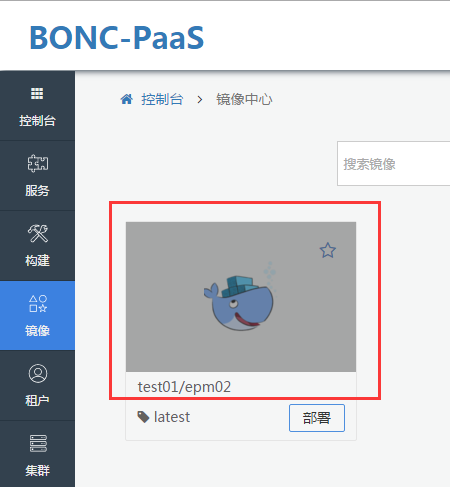 BONC-PaaS
控制台
服务
构建
镜像
租户
集群
控制台 > 镜像中心
搜索镜像
test01/epm02
latest
部署